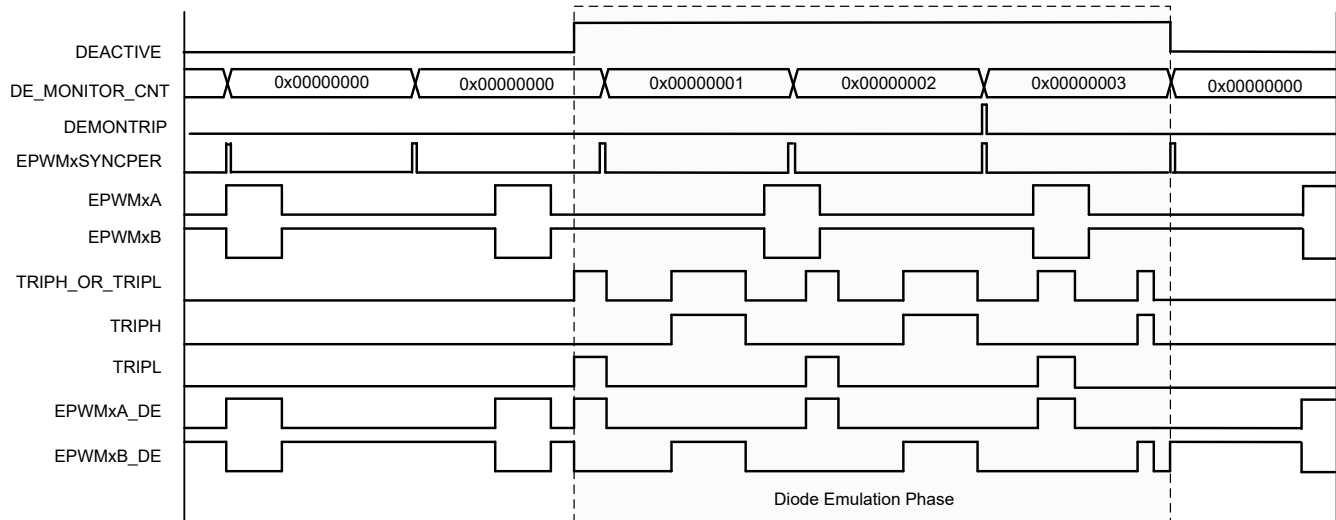 DEACTIVE
DE_MONITOR_CNT 0x00000000 0x00000000 0x00000001 0x00000002 0x00000003 0x00000000
DEMONTRIP
EPWMxSYNCPER
EPWMxA
EPWMxB
TRIPH_OR_TRIPL
TRIPH
TRIPL
EPWMxA_DE
EPWMxB_DE
Diode Emulation Phase